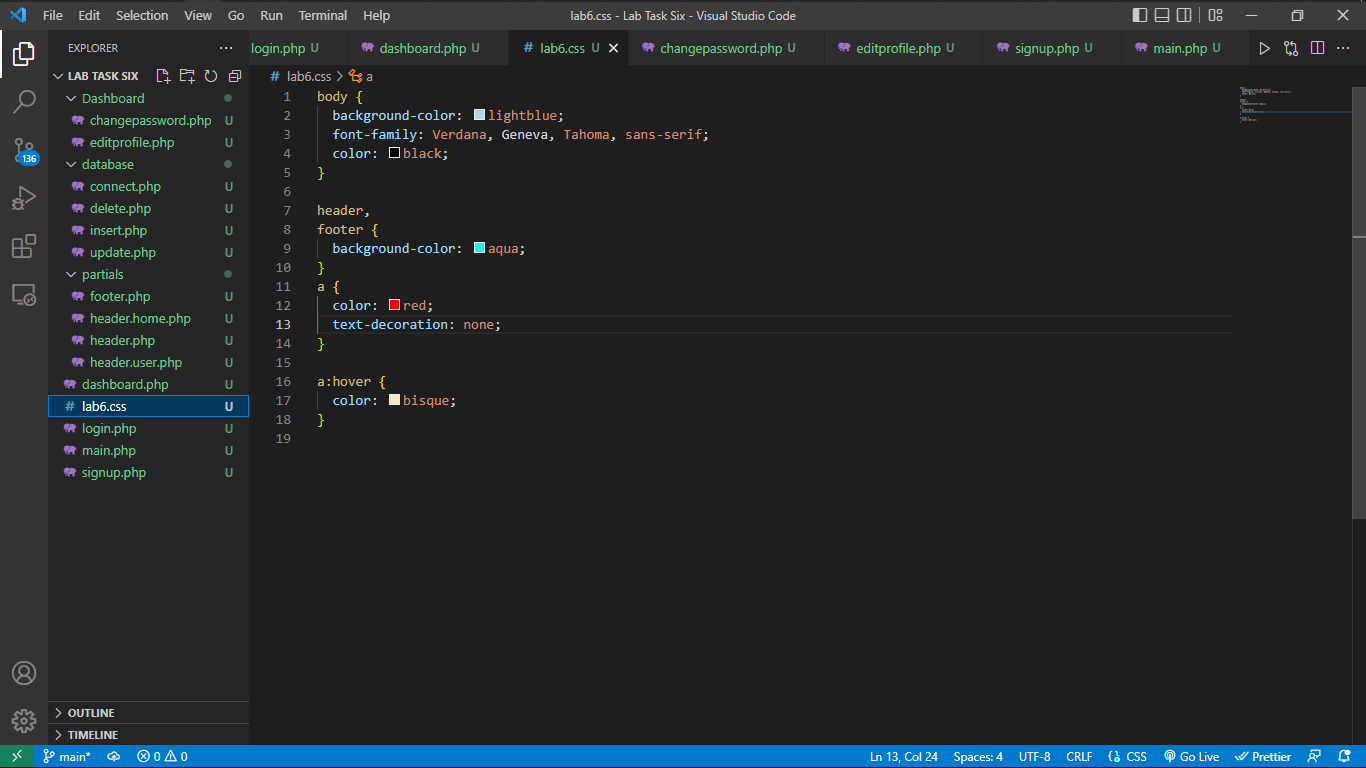 File Edit Selection View Go Run Terminal Help
lab6.css - Lab Task Six - Visual Studio Code
EXPLORER
login.php U dashboard.php U lab6.css U changepassword.php U editprofile.php U signup.php U main.php U
LAB TASK SIX
Dashboard
changepassword.php U
editprofile.php U
database
connect.php U
delete.php U
insert.php U
update.php U
partials
footer.php U
header.home.php U
header.php U
header.user.php U
dashboard.php U
# lab6.css U
login.php U
main.php U
signup.php U
136
OUTLINE
TIMELINE
# lab6.css > a
1 body {
2 background-color: lightblue;
3 font-family: Verdana, Geneva, Tahoma, sans-serif;
4 color: black;
5 }
6
7 header,
8 footer {
9 background-color: aqua;
10 }
11 a {
12 color: red;
13 text-decoration: none;
14 }
15
16 a:hover {
17 color: bisque;
18 }
19
main* 0 0 Ln 13, Col 24 Spaces: 4 UTF-8 CRLF { } CSS Go Live Prettier